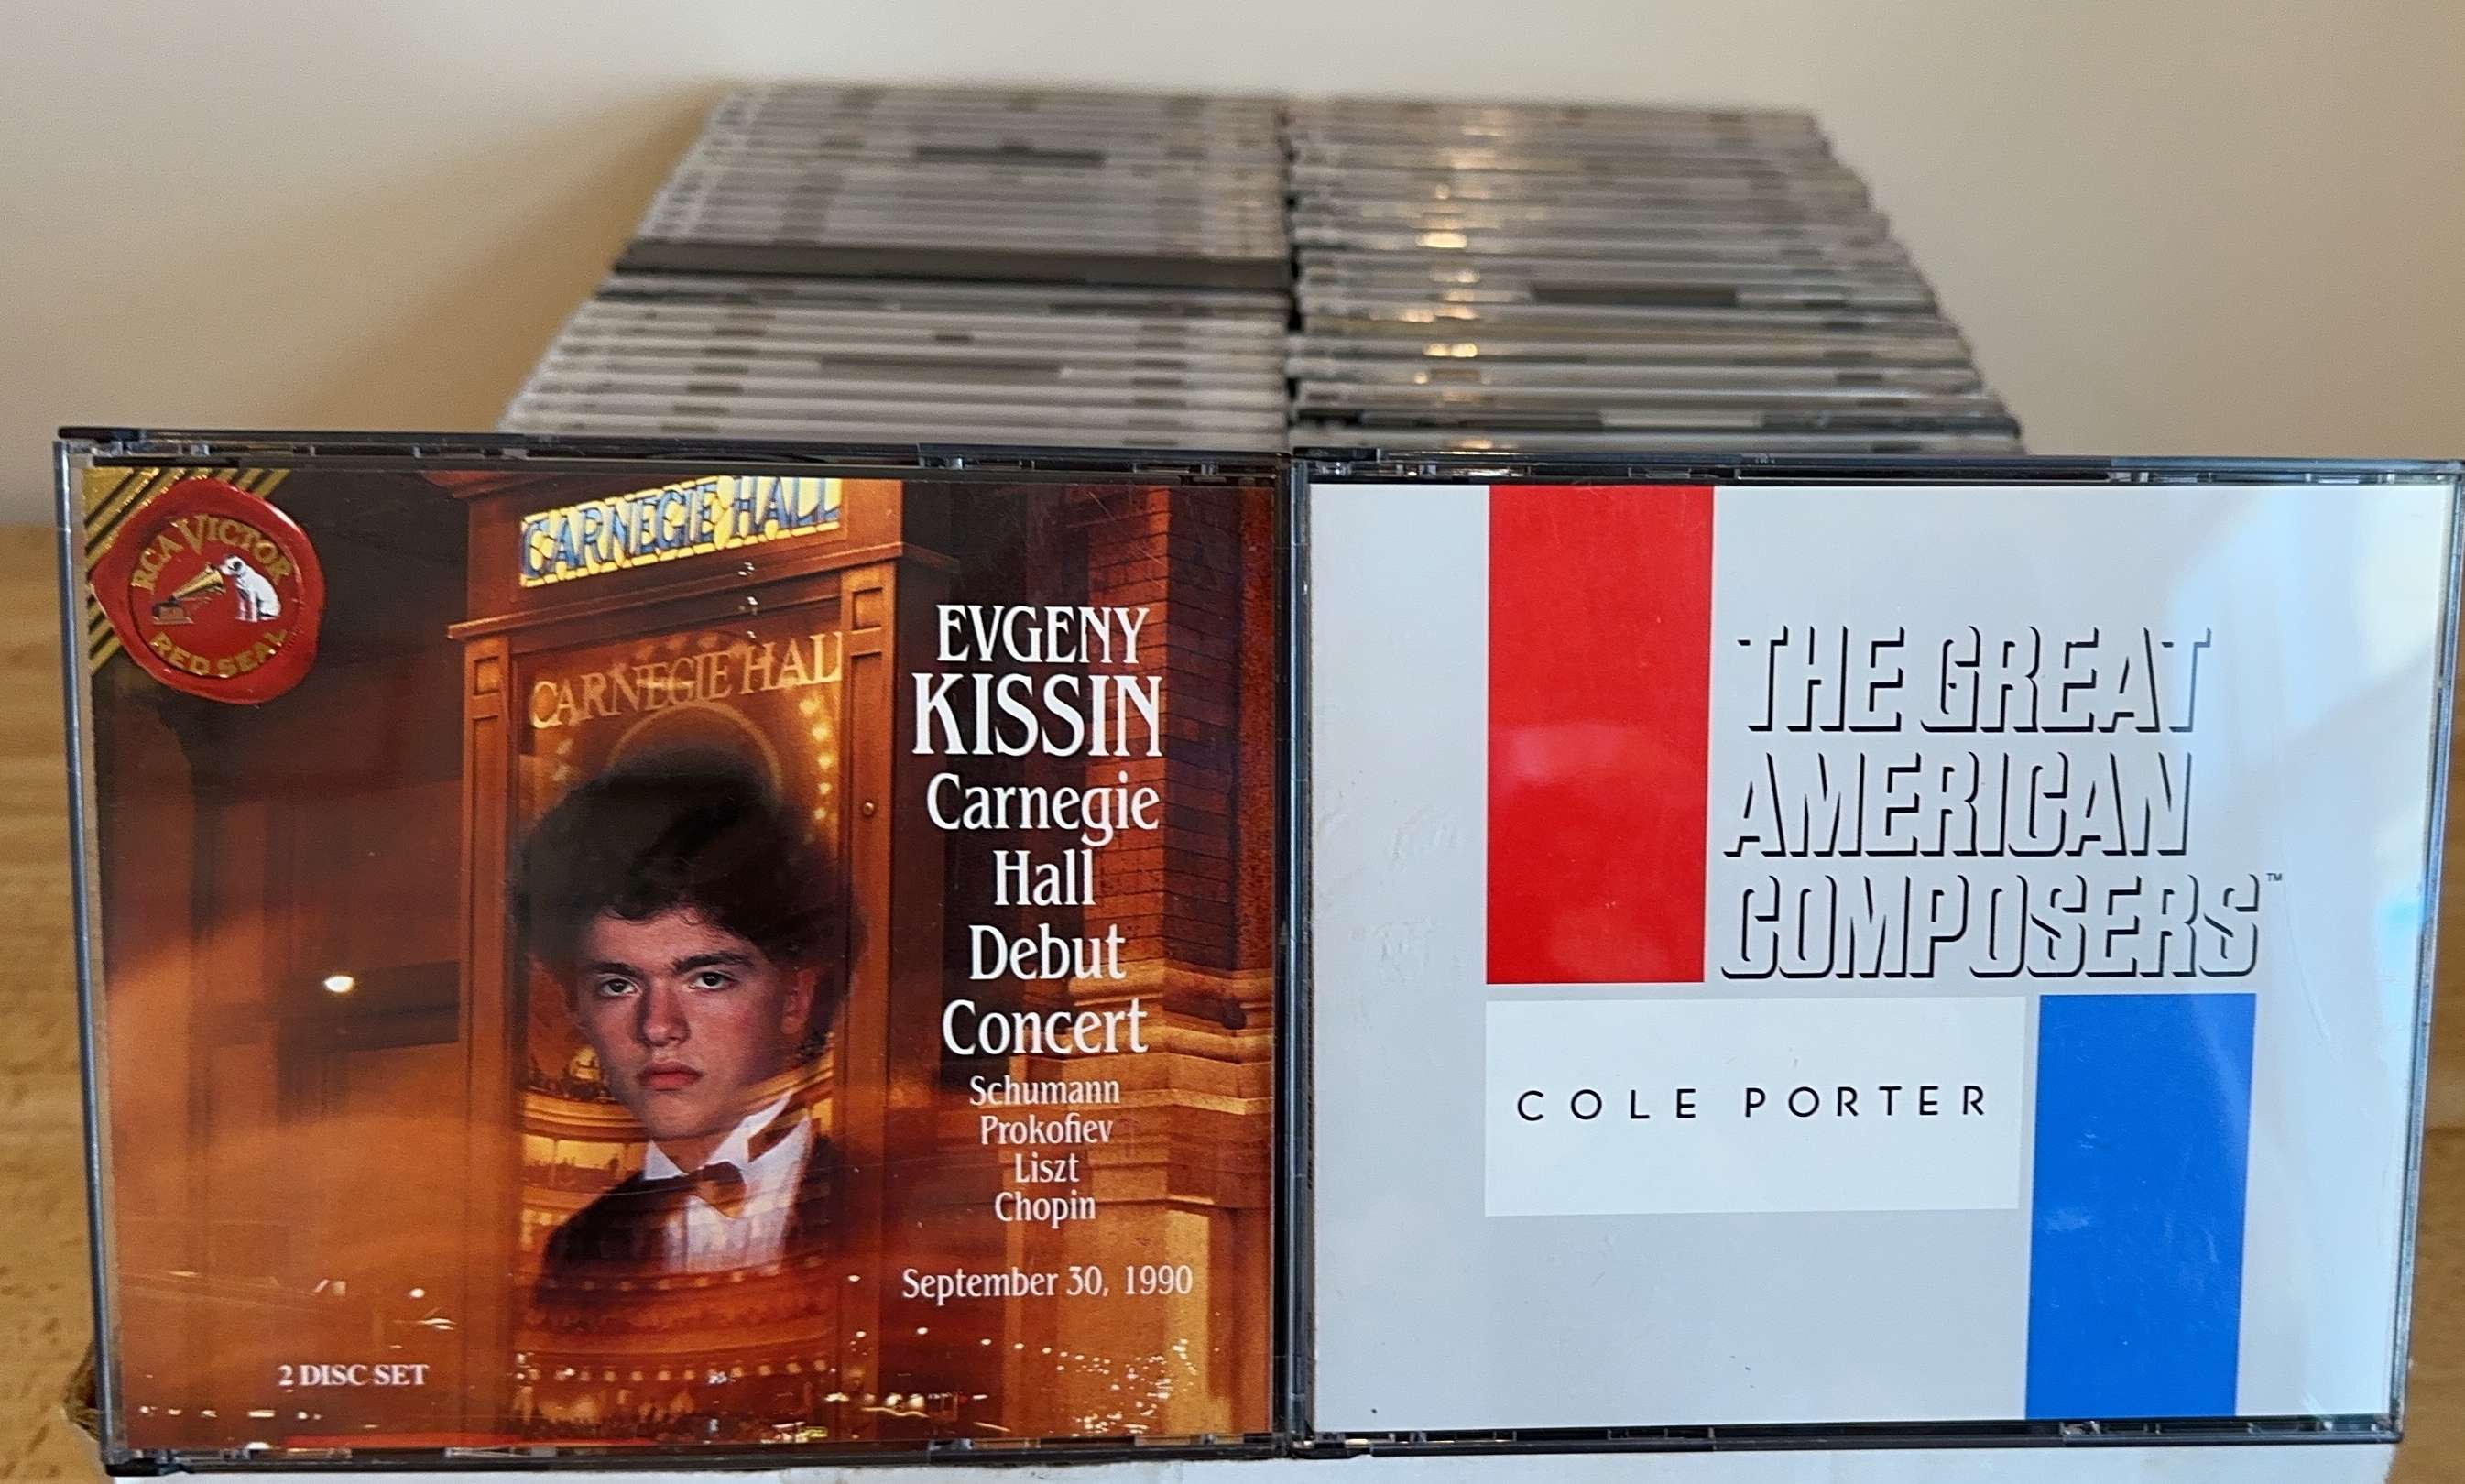 RCA VICTOR
RED SEAL
CARNEGIE HALL
CARNEGIE HALL
EVGENY
KISSIN
Carnegie
Hall
Debut
Concert
Schumann
Prokofiev
Liszt
Chopin
September 30, 1990
2 DISC SET
THE GREAT
AMERICAN
COMPOSERS™
COLE PORTER